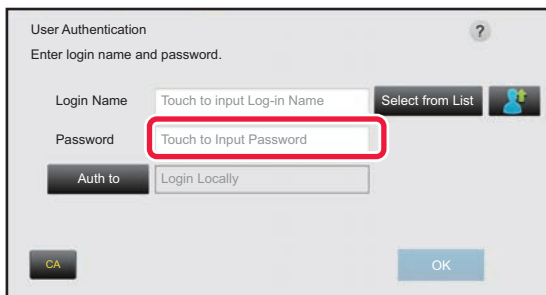 User Authentication ?
Enter login name and password.
Login Name Touch to input Log-in Name Select from List
Password Touch to Input Password
Auth to Login Locally
CA OK